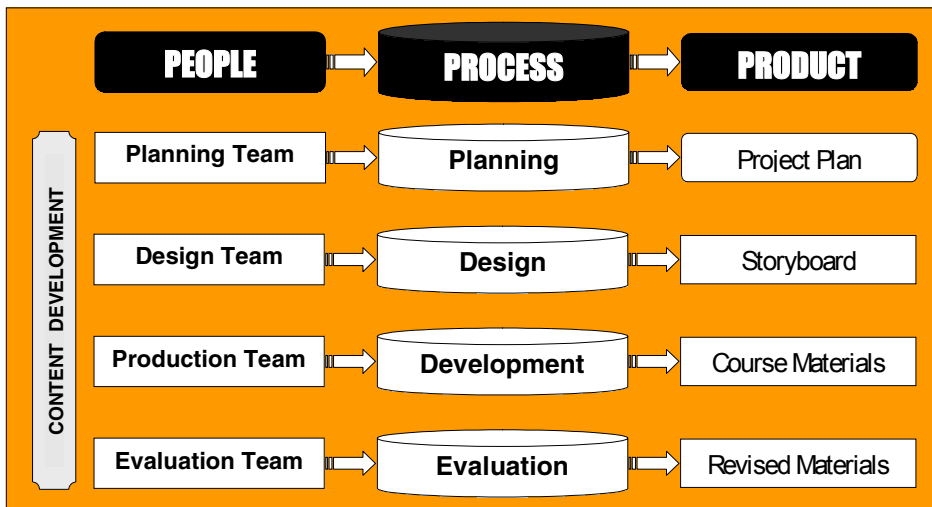 PEOPLE PROCESS PRODUCT
CONTENT DEVELOPMENT
Planning Team Planning Project Plan
Design Team Design Storyboard
Production Team Development Course Materials
Evaluation Team Evaluation Revised Materials